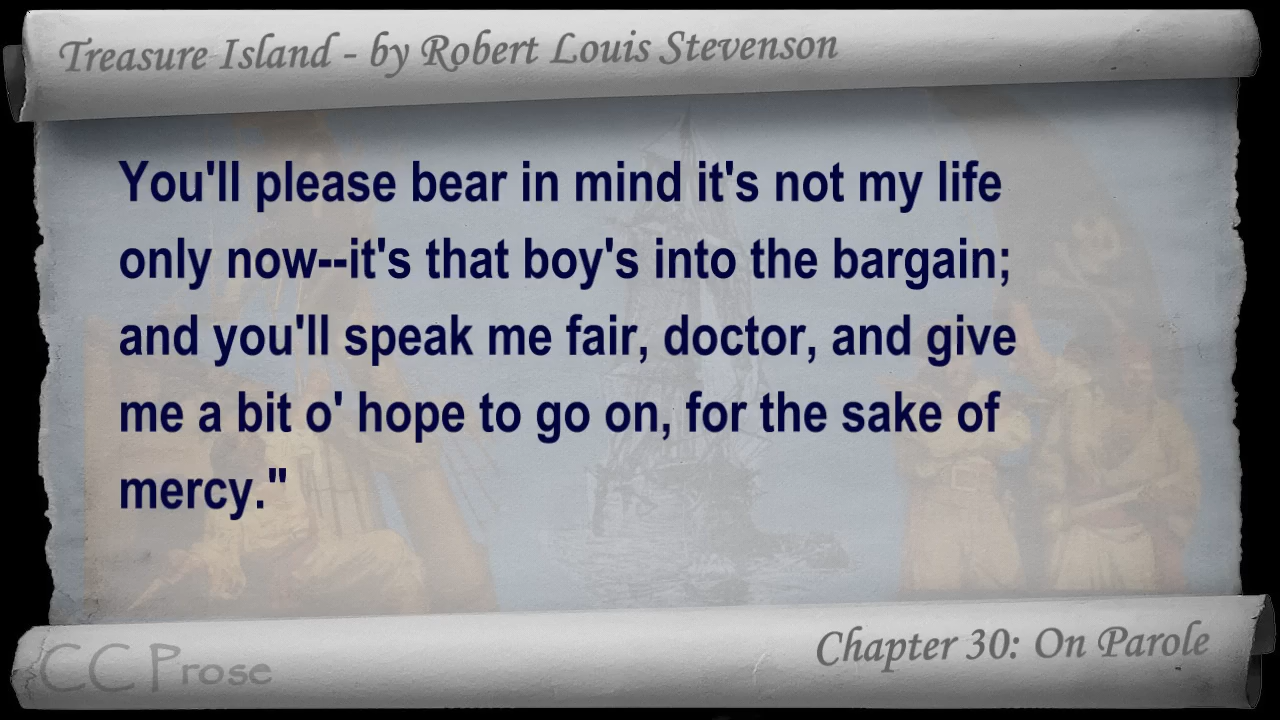 Treasure Island - by Robert Louis Stevenson
You'll please bear in mind it's not my life
only now--it's that boy's into the bargain;
and you'll speak me fair, doctor, and give
me a bit o' hope to go on, for the sake of
mercy."
Chapter 30: On Parole
CC Prose